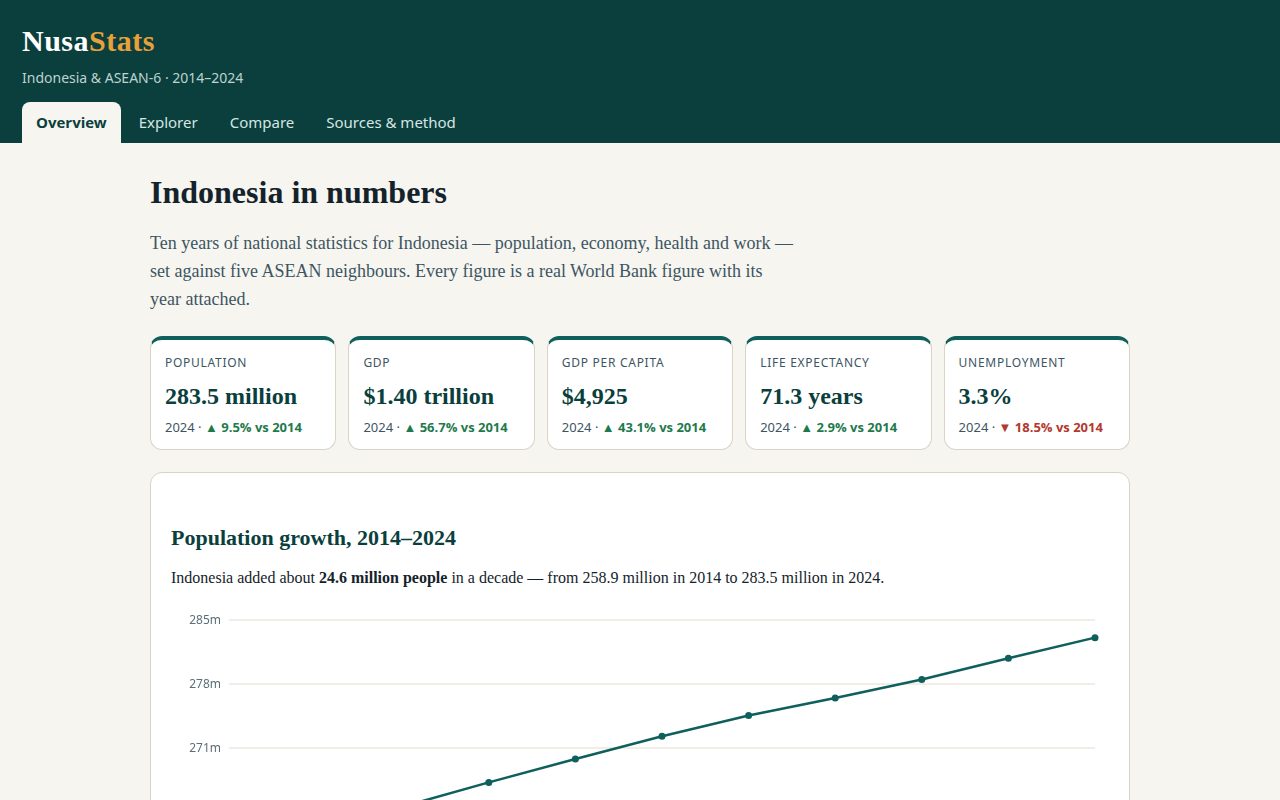 NusaStats
Indonesia & ASEAN-6 · 2014–2024
Overview Explorer Compare Sources & method
Indonesia in numbers
Ten years of national statistics for Indonesia — population, economy, health and work —
set against five ASEAN neighbours. Every figure is a real World Bank figure with its
year attached.
POPULATION
283.5 million
2024 · ▲ 9.5% vs 2014
GDP
$1.40 trillion
2024 · ▲ 56.7% vs 2014
GDP PER CAPITA
$4,925
2024 · ▲ 43.1% vs 2014
LIFE EXPECTANCY
71.3 years
2024 · ▲ 2.9% vs 2014
UNEMPLOYMENT
3.3%
2024 · ▼ 18.5% vs 2014
Population growth, 2014–2024
Indonesia added about 24.6 million people in a decade — from 258.9 million in 2014 to 283.5 million in 2024.
285m
278m
271m